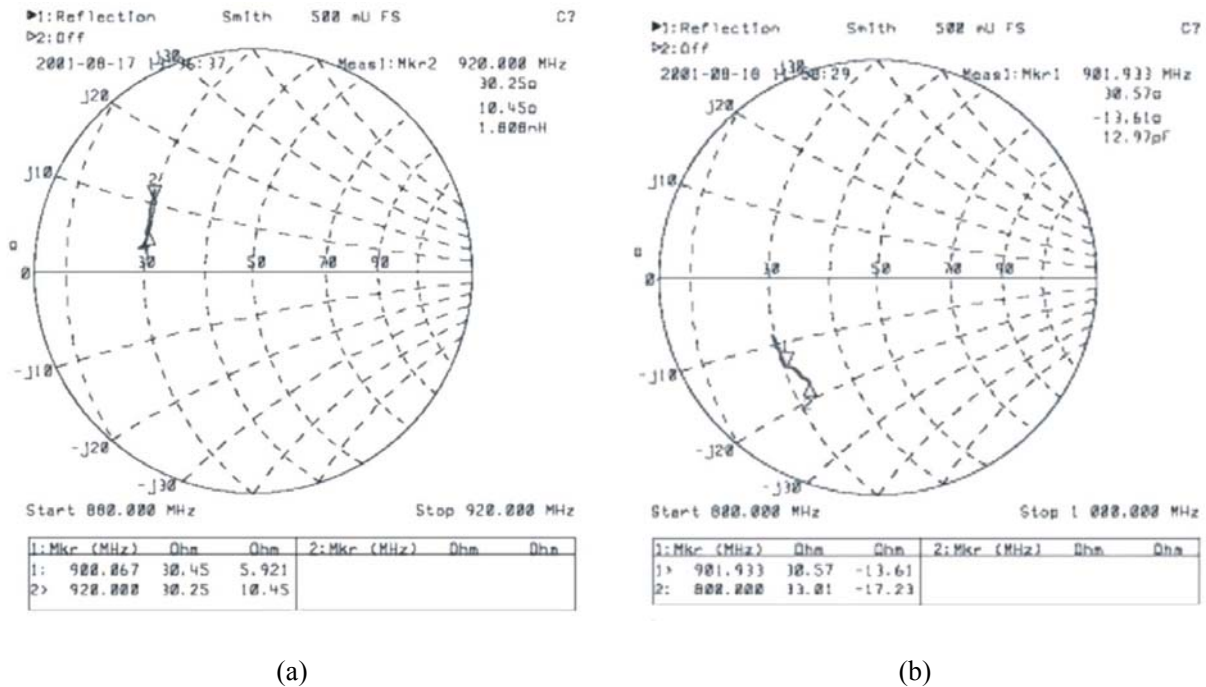 1:Reflection Smith 500 mU FS C7
2:Off
2001-08-17 Meas1:Mkr2 920.000 MHz
30.25Ω
10.45Ω
1.808nH
j30
j20
j10
Ω
0 30 50 70 90
-j10
-j20
-j30
Start 880.000 MHz Stop 920.000 MHz
1:Mkr (MHz) Ohm Ohm 2:Mkr (MHz) Ohm Ohm
1: 900.067 30.45 5.921
2> 920.000 30.25 10.45
(a)
1:Reflection Smith 500 mU FS C7
2:Off
Meas1:Mkr1 901.933 MHz
30.57Ω
-13.61Ω
12.97pF
j30
j20
j10
Ω
0 30 50 70 90
-j10
-j20
-j30
Start 800.000 MHz Stop 1 000.000 MHz
1:Mkr (MHz) Ohm Ohm 2:Mkr (MHz) Ohm Ohm
1> 901.933 30.57 -13.61
2: 800.000 33.01 -17.23
(b)